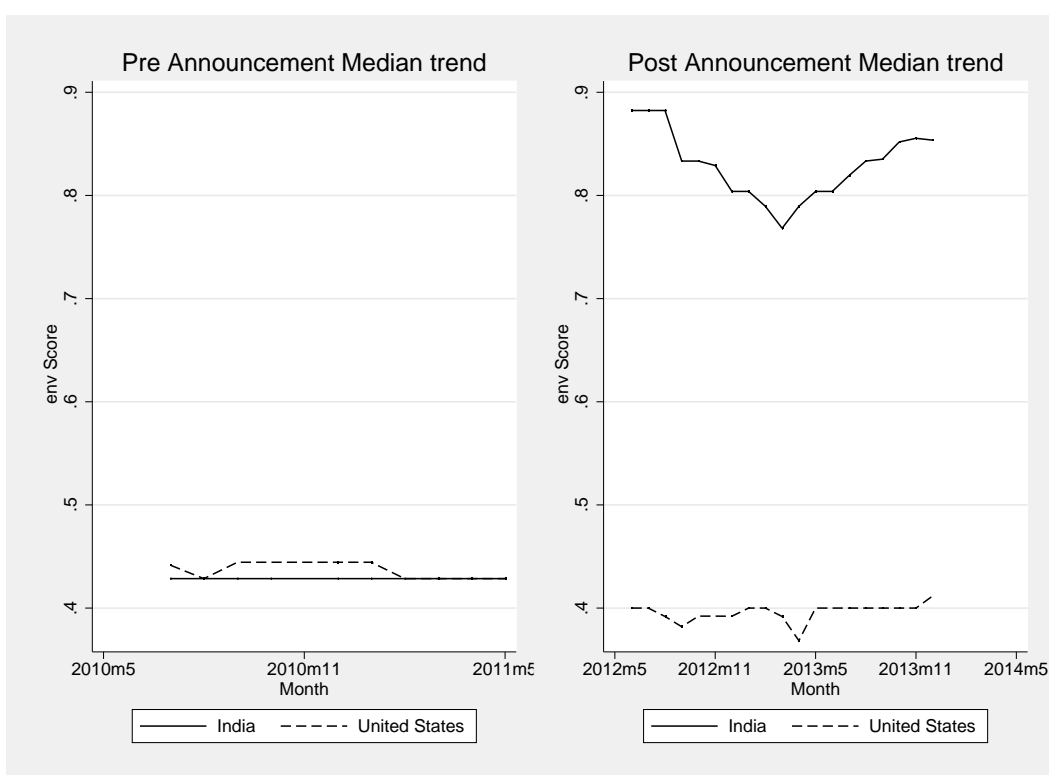 Pre Announcement Median trend
.9
.8
.7
.6
.5
.4
env Score
2010m5 2010m11 2011m5
Month
India United States
Post Announcement Median trend
.9
.8
.7
.6
.5
.4
env Score
2012m5 2012m11 2013m5 2013m11 2014m5
Month
India United States